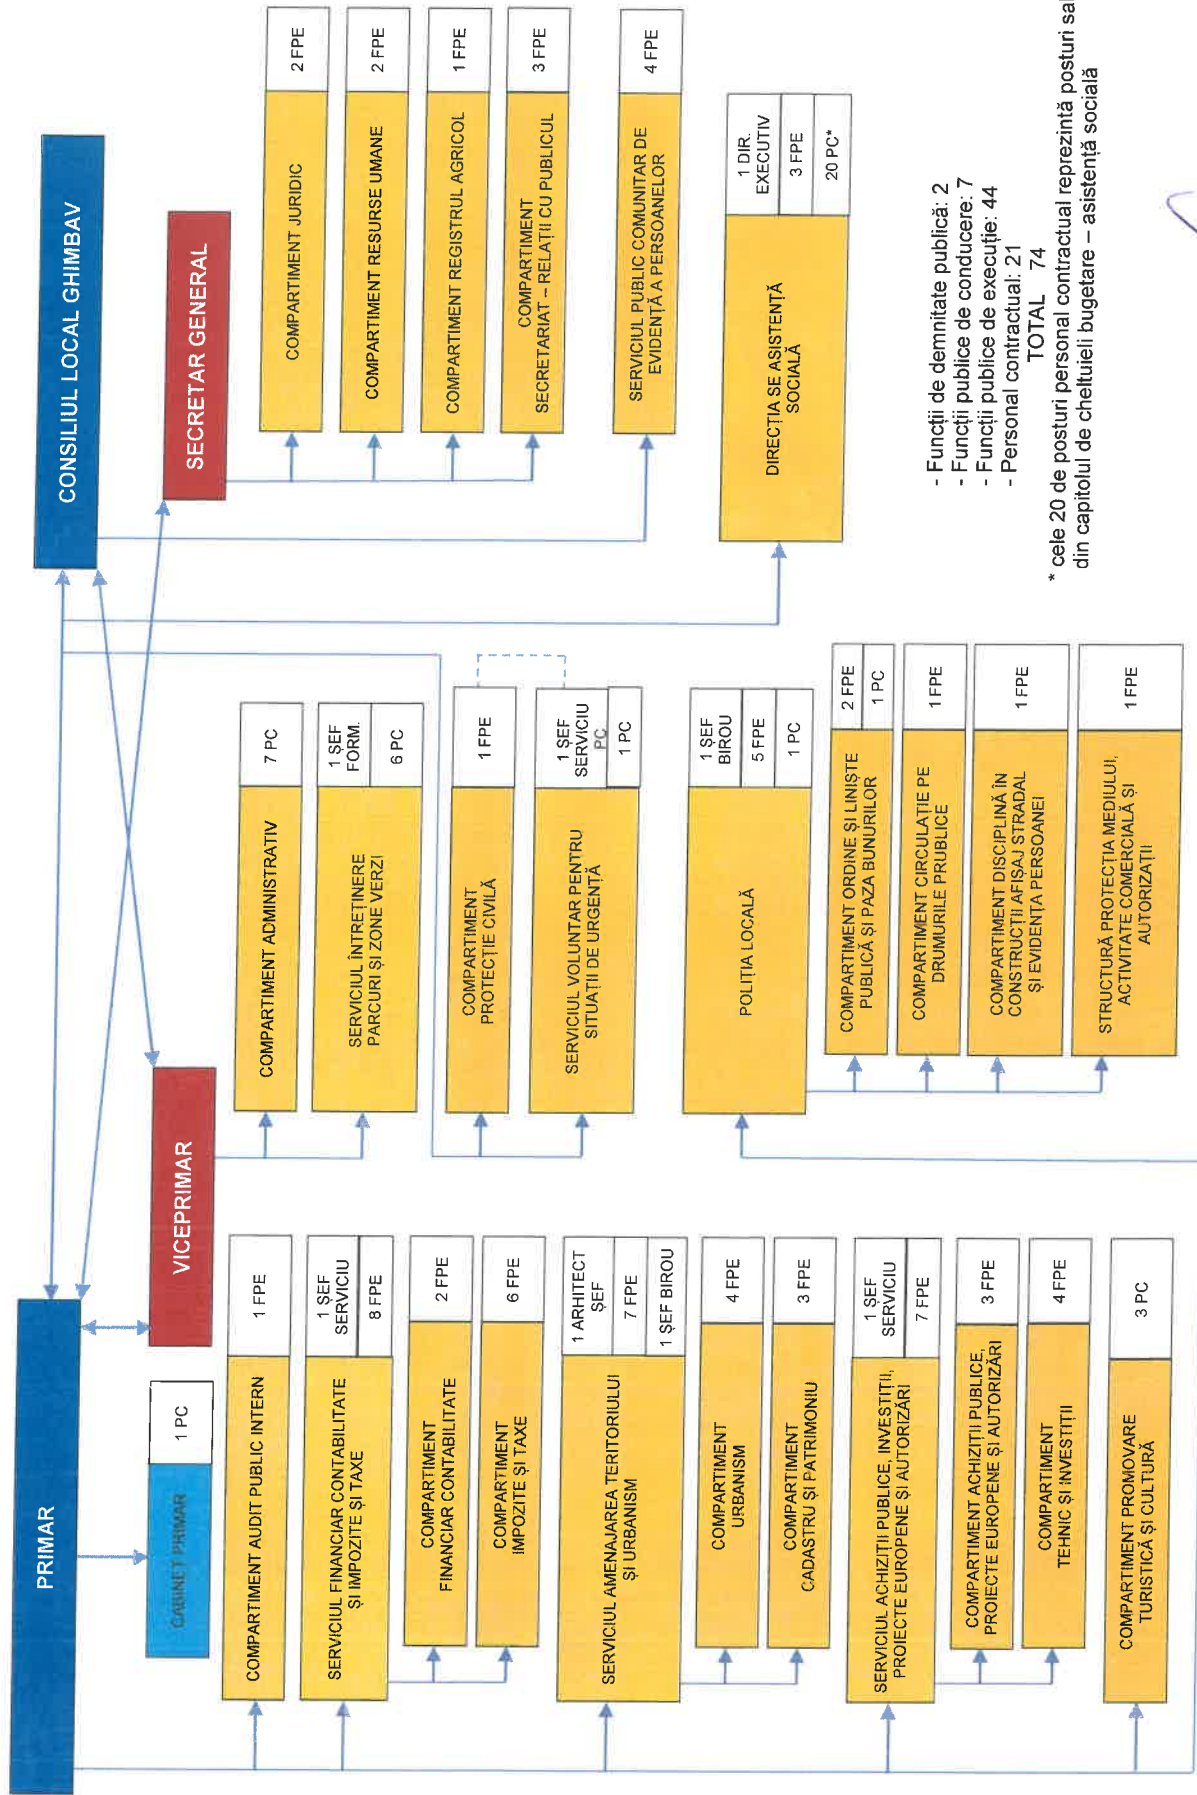 PRIMAR
CONSILIUL LOCAL GHIMBAV
CABINET PRIMAR
1 PC
VICEPRIMAR
SECRETAR GENERAL
COMPARTIMENT AUDIT PUBLIC INTERN
1 FPE
SERVICIUL FINANCIAR CONTABILITATE
ȘI IMPOZITE ȘI TAXE
1 ȘEF
SERVICIU
8 FPE
COMPARTIMENT
FINANCIAR CONTABILITATE
2 FPE
COMPARTIMENT
IMPOZITE ȘI TAXE
6 FPE
SERVICIUL AMENAJAREA TERITORIULUI
ȘI URBANISM
1 ARHITECT
ȘEF
7 FPE
1 ȘEF BIROU
COMPARTIMENT
URBANISM
4 FPE
COMPARTIMENT
CADASTRU ȘI PATRIMONIU
3 FPE
SERVICIUL ACHIZIȚII PUBLICE, INVESTIȚII,
PROIECTE EUROPENE ȘI AUTORIZĂRI
1 ȘEF
SERVICIU
7 FPE
COMPARTIMENT ACHIZIȚII PUBLICE,
PROIECTE EUROPENE ȘI AUTORIZĂRI
3 FPE
COMPARTIMENT
TEHNIC ȘI INVESTIȚII
4 FPE
COMPARTIMENT PROMOVARE
TURISTICĂ ȘI CULTURĂ
3 PC
COMPARTIMENT ADMINISTRATIV
7 PC
SERVICIUL ÎNTREȚINERE
PARCURI ȘI ZONE VERZI
1 ȘEF
FORM.
6 PC
COMPARTIMENT
PROTECȚIE CIVILĂ
1 FPE
SERVICIUL VOLUNTAR PENTRU
SITUAȚII DE URGENȚĂ
1 ȘEF
SERVICIU
PC
1 PC
POLIȚIA LOCALĂ
1 ȘEF
BIROU
5 FPE
1 PC
COMPARTIMENT ORDINE ȘI LINIȘTE
PUBLICĂ ȘI PAZA BUNURILOR
2 FPE
1 PC
COMPARTIMENT CIRCULAȚIE PE
DRUMURILE PRUBLICE
1 FPE
COMPARTIMENT DISCIPLINĂ ÎN
CONSTRUCȚII AFIȘAJ STRADAL
ȘI EVIDENȚA PERSOANEI
1 FPE
STRUCTURĂ PROTECȚIA MEDIULUI,
ACTIVITATE COMERCIALĂ ȘI
AUTORIZAȚII
1 FPE
COMPARTIMENT JURIDIC
2 FPE
COMPARTIMENT RESURSE UMANE
2 FPE
COMPARTIMENT REGISTRUL AGRICOL
1 FPE
COMPARTIMENT
SECRETARIAT – RELAȚII CU PUBLICUL
3 FPE
SERVICIUL PUBLIC COMUNITAR DE
EVIDENȚĂ A PERSOANELOR
4 FPE
DIRECȚIA SE ASISTENȚĂ
SOCIALĂ
1 DIR.
EXECUTIV
3 FPE
20 PC*
- Funcții de demnitate publică: 2
- Funcții publice de conducere: 7
- Funcții publice de execuție: 44
- Personal contractual: 21
TOTAL 74
* cele 20 de posturi personal contractual reprezintă posturi
din capitolul de cheltuieli bugetare – asistență socială